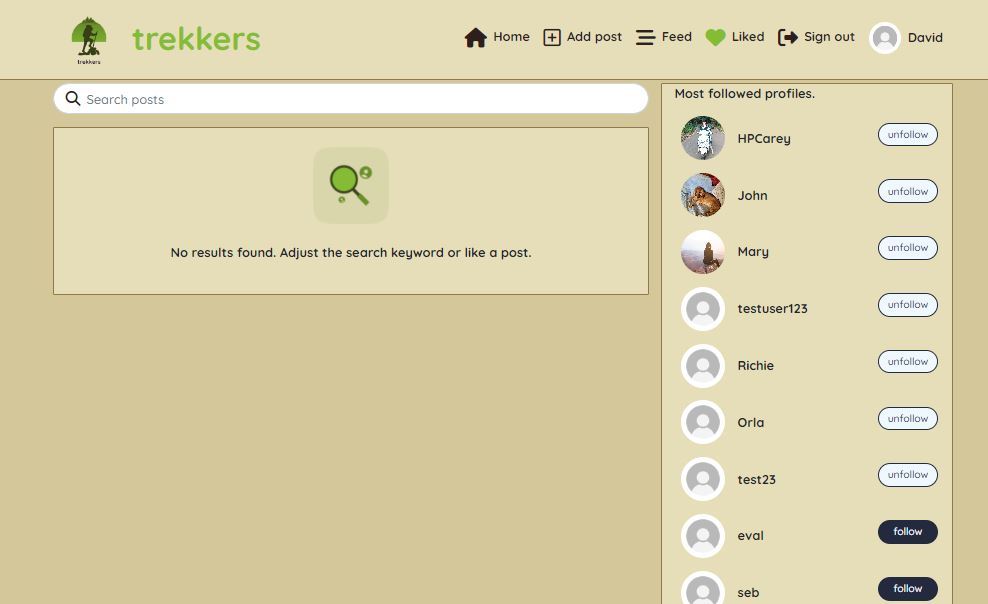 trekkers
trekkers
Home
Add post
Feed
Liked
Sign out
David
Search posts
No results found. Adjust the search keyword or like a post.
Most followed profiles.
HPCarey
unfollow
John
unfollow
Mary
unfollow
testuser123
unfollow
Richie
unfollow
Orla
unfollow
test23
unfollow
eval
follow
seb
follow